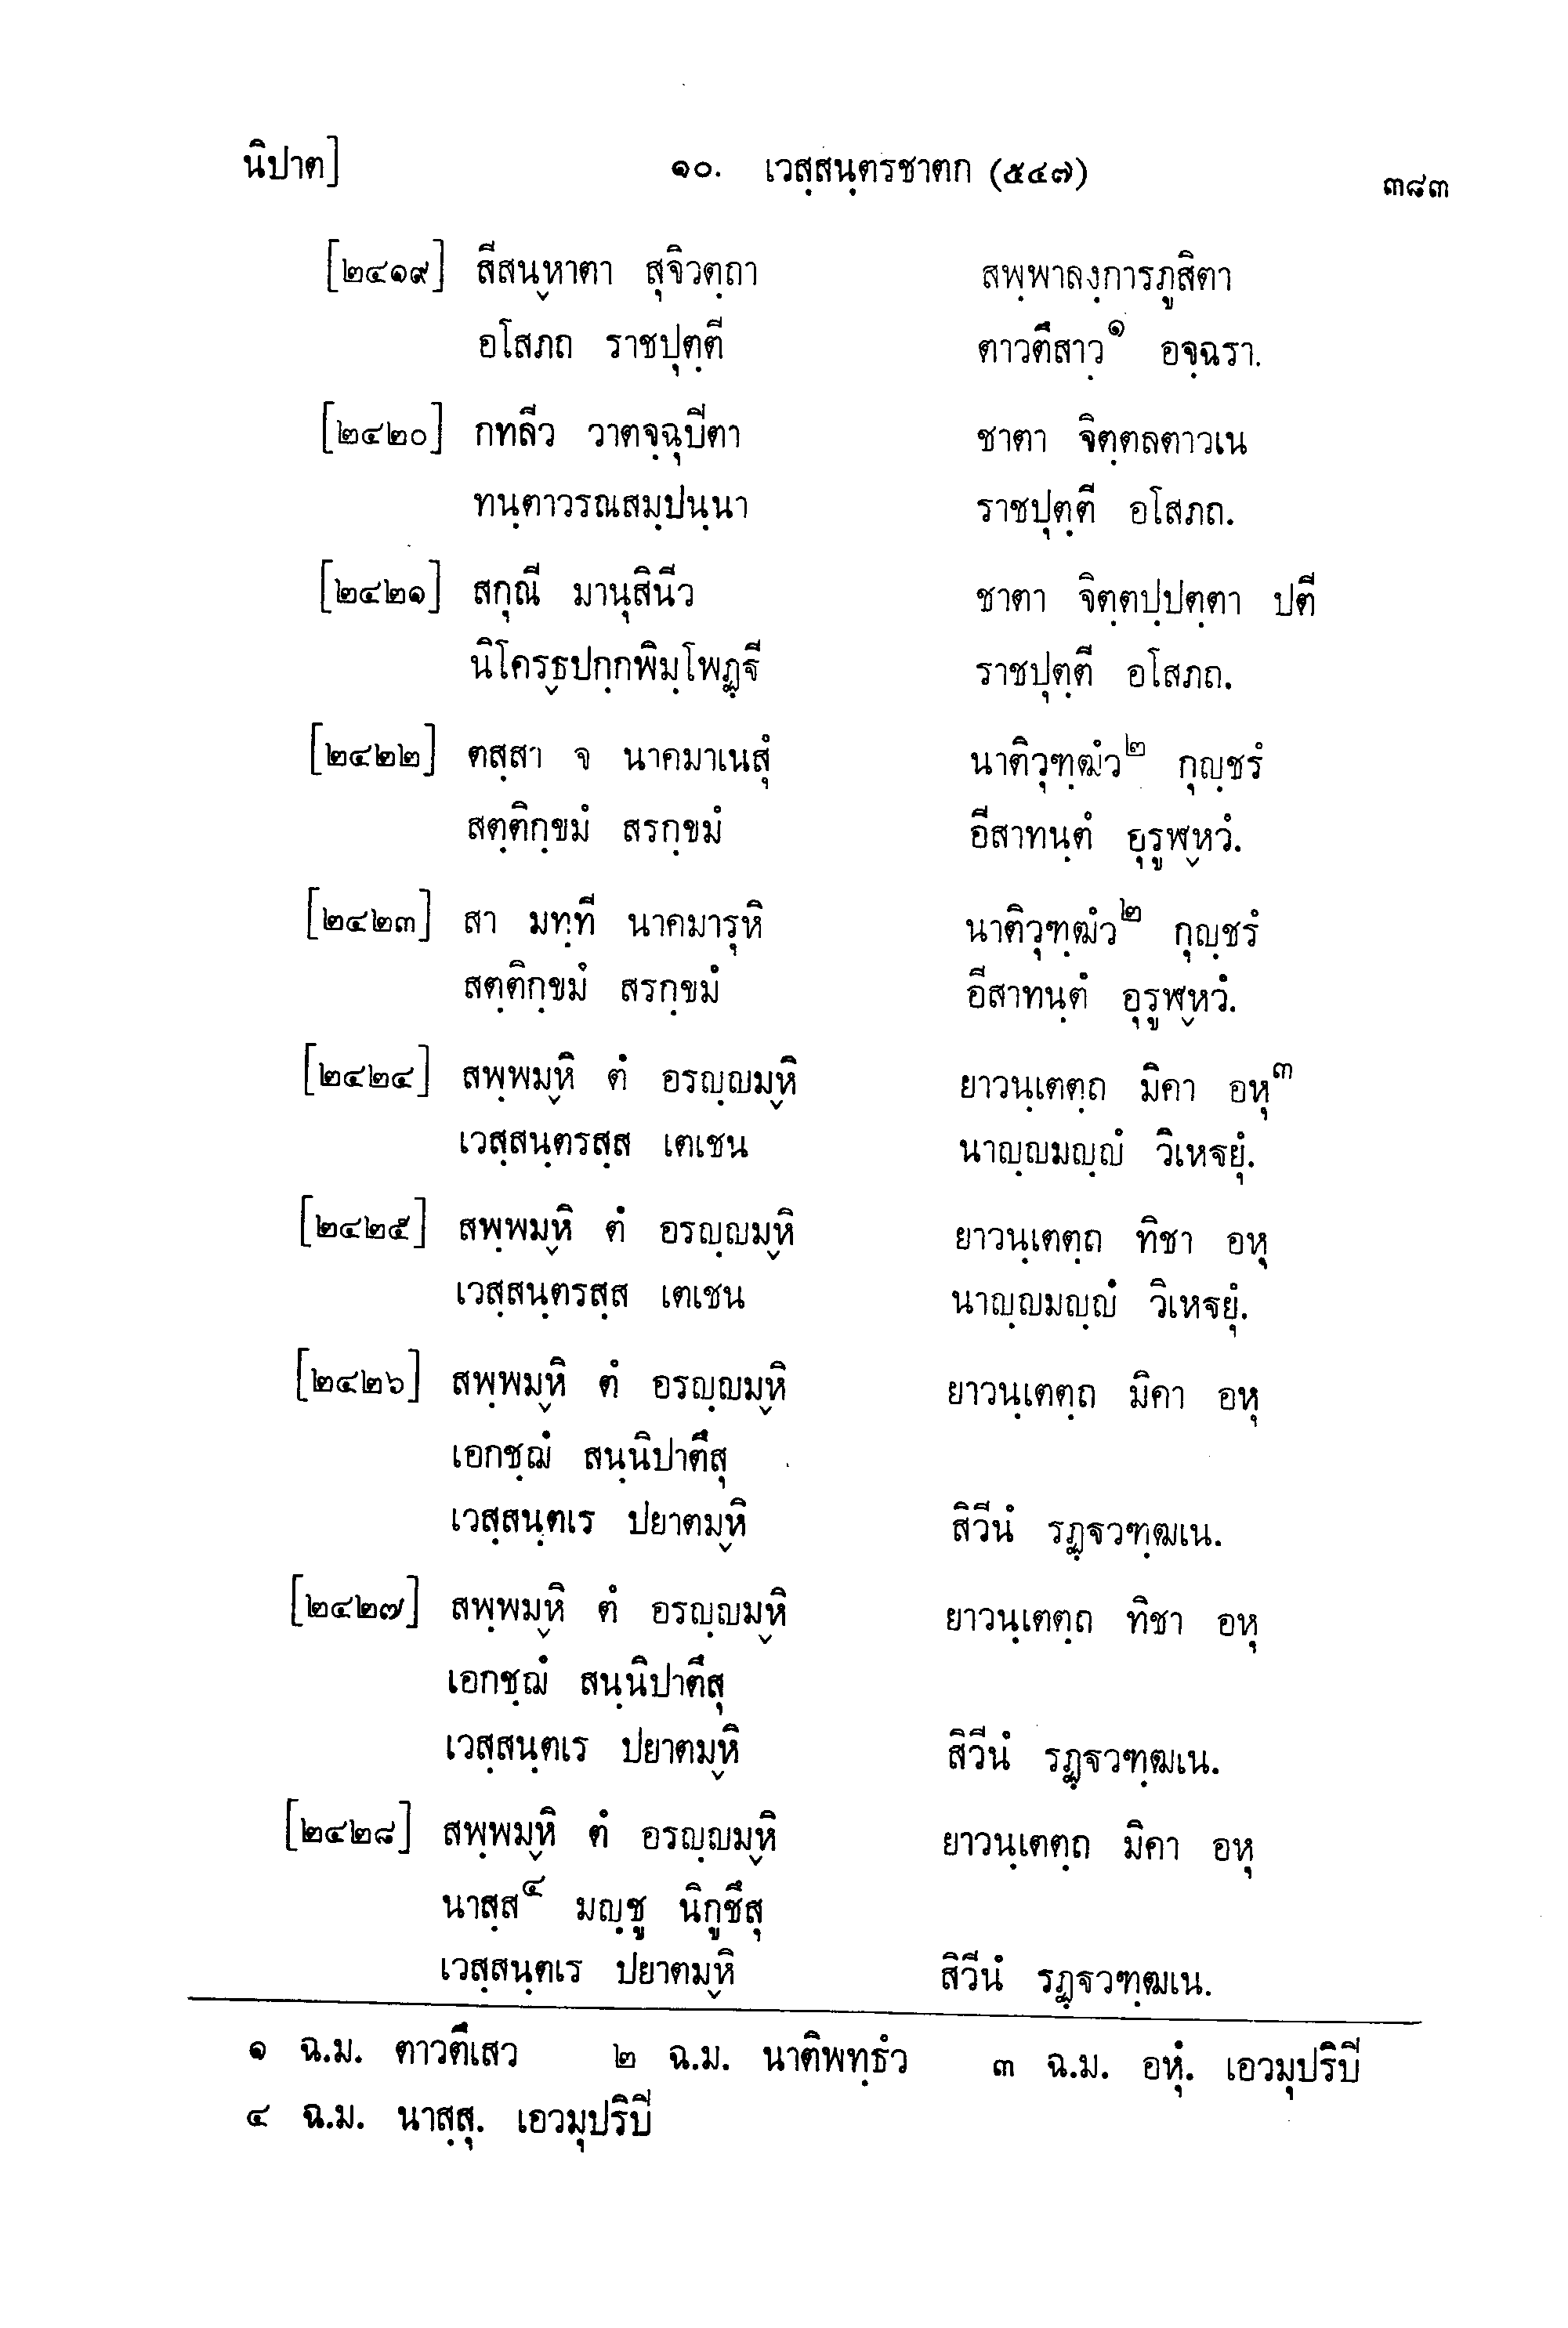 นิปาต] ๑๐. เวสฺสนฺตรชาตก (๕๔๗) ๓๘๓
[๒๔๑๙] สีสนฺหาตา สุจิวตฺถา สพฺพาลงฺการภูสิตา
อโสภถ ราชปุตฺตี ตาวตึสาวฺ๑ อจฺฉรา.
[๒๔๒๐] กทลีว วาตจฺฉุปีตา ชาตา จิตฺตลตาวเน
ทนฺตาวรณสมฺปนฺนา ราชปุตฺตี อโสภถ.
[๒๔๒๑] สกุณี มานุสินีว ชาตา จิตฺตปฺปตฺตา ปตี
นิโครฺธปกฺกพิมฺโพฏฺฐี ราชปุตฺตี อโสภถ.
[๒๔๒๒] ตสฺสา จ นาคมาเนสุํ นาติวุฑฺฒํว๒ กุญฺชรํ
สตฺติกฺขมํ สรกฺขมํ อีสาทนฺตํ อุรูฬฺหวํ.
[๒๔๒๓] สา มทฺที นาคมารุหิ นาติวุฑฺฒํว๒ กุญฺชรํ
สตฺติกฺขมํ สรกฺขมํ อีสาทนฺตํ อุรูฬฺหวํ.
[๒๔๒๔] สพฺพมฺหิ ตํ อรญฺญมฺหิ ยาวนฺเตตฺถ มิคา อหุ๓
เวสฺสนฺตรสฺส เตเชน นาญฺญมญฺญํ วิเหฐยุํ.
[๒๔๒๕] สพฺพมฺหิ ตํ อรญฺญมฺหิ ยาวนฺเตตฺถ ทิชา อหุ
เวสฺสนฺตรสฺส เตเชน นาญฺญมญฺญํ วิเหฐยุํ.
[๒๔๒๖] สพฺพมฺหิ ตํ อรญฺญมฺหิ ยาวนฺเตตฺถ มิคา อหุ
เอกชฺฌํ สนฺนิปาตึสุ
เวสฺสนฺตเร ปยาตมฺหิ สิวีนํ รฏฺฐวฑฺฒเน.
[๒๔๒๗] สพฺพมฺหิ ตํ อรญฺญมฺหิ ยาวนฺเตตฺถ ทิชา อหุ
เอกชฺฌํ สนฺนิปาตึสุ
เวสฺสนฺตเร ปยาตมฺหิ สิวีนํ รฏฺฐวฑฺฒเน.
[๒๔๒๘] สพฺพมฺหิ ตํ อรญฺญมฺหิ ยาวนฺเตตฺถ มิคา อหุ
นาสฺส๔ มญฺชู นิกูชึสุ
เวสฺสนฺตเร ปยาตมฺหิ สิวีนํ รฏฺฐวฑฺฒเน.
๑ ฉ.ม. ตาวตึเสว ๒ ฉ.ม. นาติพทฺธํว ๓ ฉ.ม. อหุํ. เอวมุปริปี
๔ ฉ.ม. นาสฺสุ. เอวมุปริปี